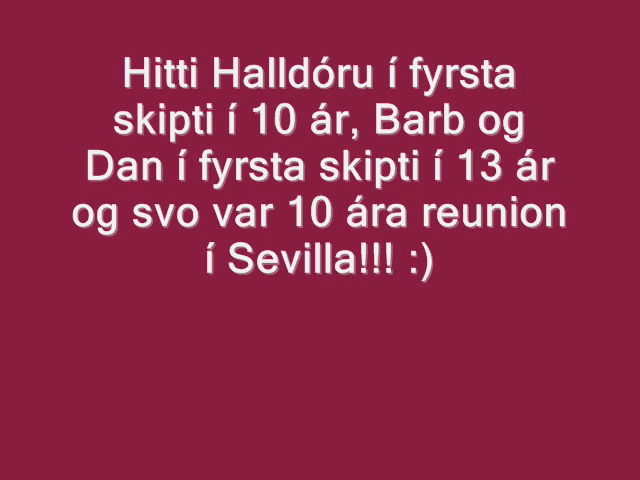 Hitti Halldóru í fyrsta
skipti í 10 ár, Barb og
Dan í fyrsta skipti í 13 ár
og svo var 10 ára reunion
í Sevilla!!! :)